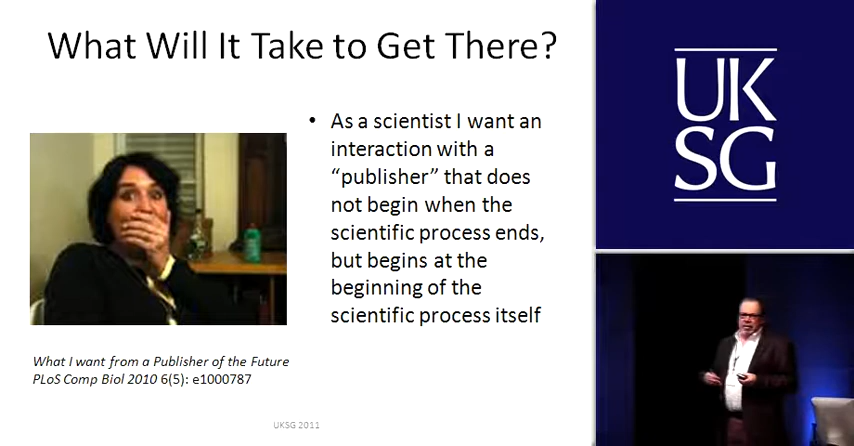 What Will It Take to Get There?
• As a scientist I want an
interaction with a
“publisher” that does
not begin when the
scientific process ends,
but begins at the
beginning of the
scientific process itself
What I want from a Publisher of the Future
PLoS Comp Biol 2010 6(5): e1000787
UKSG 2011
UK
SG